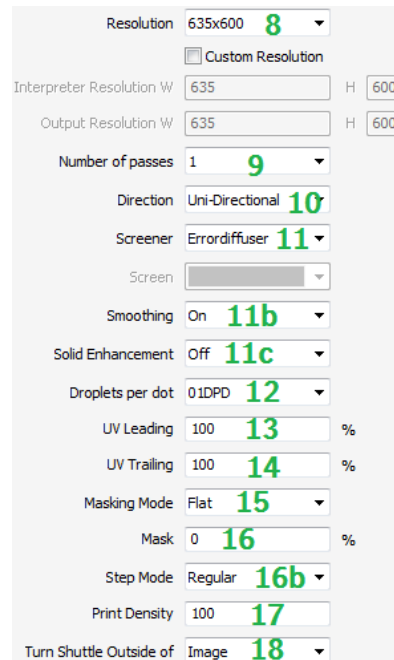 Resolution 635x600 8
Custom Resolution
Interpreter Resolution W 635 H 600
Output Resolution W 635 H 600
Number of passes 1 9
Direction Uni-Directional 10
Screener Errordiffuser 11
Screen
Smoothing On 11b
Solid Enhancement Off 11c
Droplets per dot 01DPD 12
UV Leading 100 13 %
UV Trailing 100 14 %
Masking Mode Flat 15
Mask 0 16 %
Step Mode Regular 16b
Print Density 100 17
Turn Shuttle Outside of Image 18